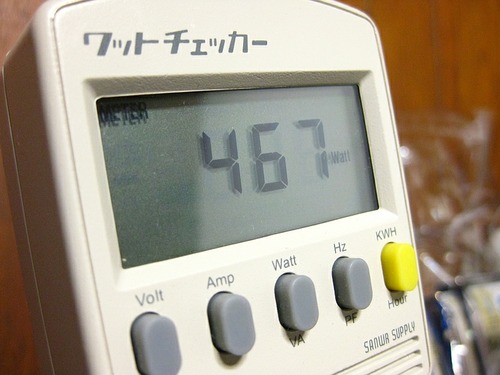 ワットチェッカー
METER
467 Watt
Volt Amp Watt Hz KWH
VA PF Hour
SANWA SUPPLY